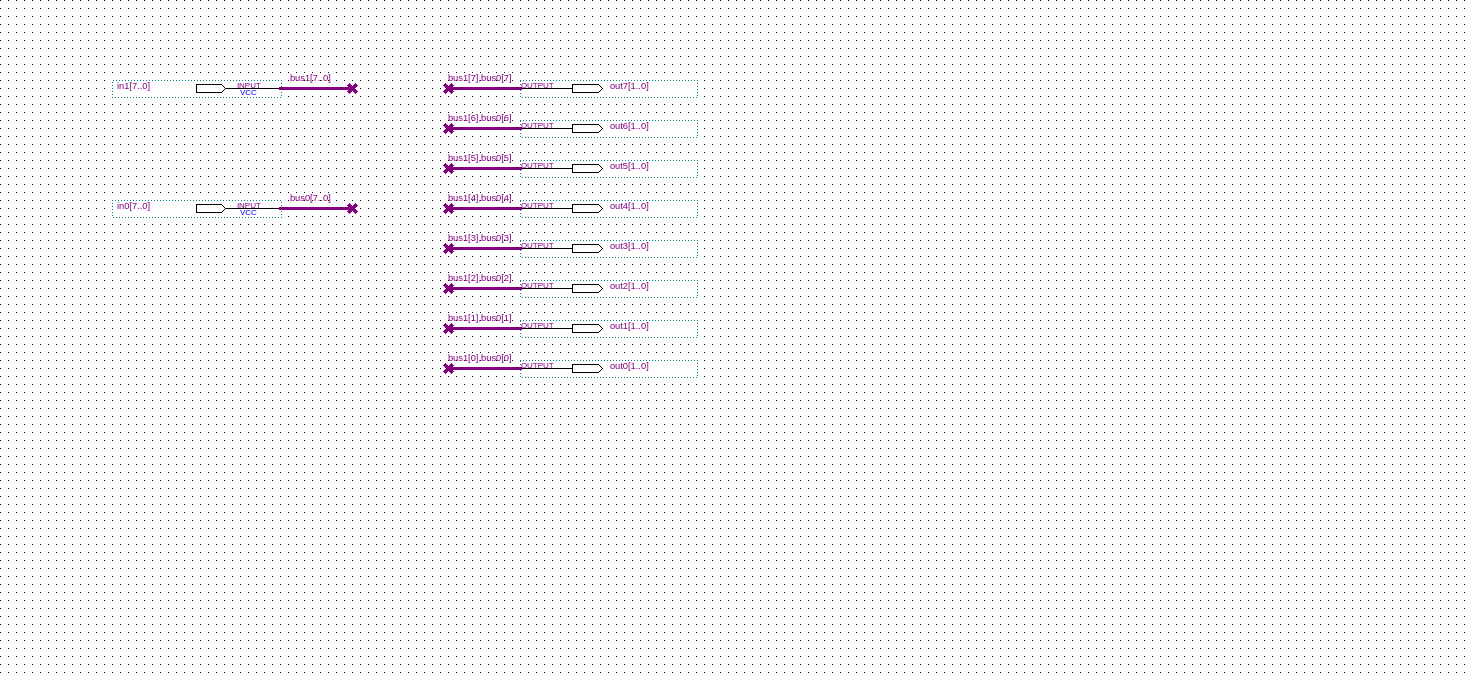 in1[7..0] INPUT VCC bus1[7..0] bus1[7],bus0[7] OUTPUT out7[1..0]
bus1[6],bus0[6] OUTPUT out6[1..0]
bus1[5],bus0[5] OUTPUT out5[1..0]
in0[7..0] INPUT VCC bus0[7..0] bus1[4],bus0[4] OUTPUT out4[1..0]
bus1[3],bus0[3] OUTPUT out3[1..0]
bus1[2],bus0[2] OUTPUT out2[1..0]
bus1[1],bus0[1] OUTPUT out1[1..0]
bus1[0],bus0[0] OUTPUT out0[1..0]